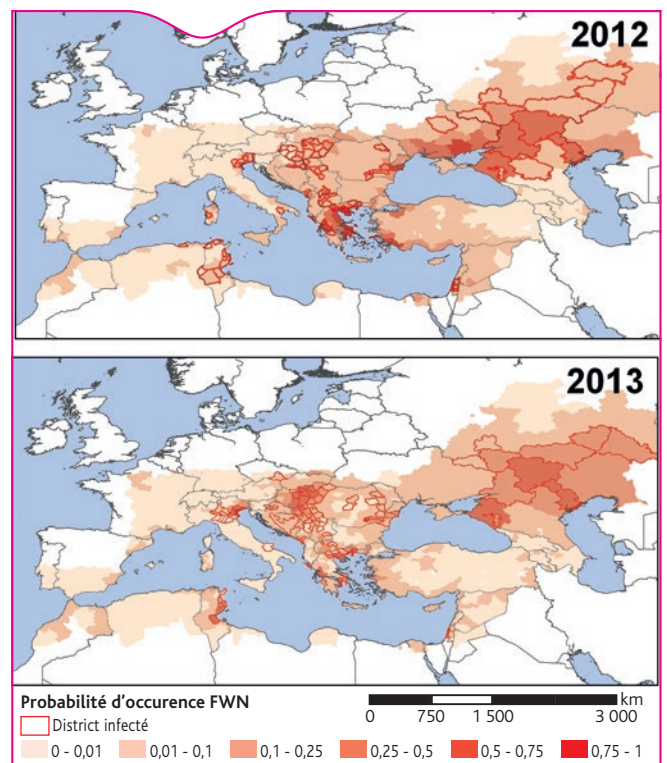 2012
2013
Probabilité d'occurence FWN
District infecté
km
0 750 1 500 3 000
0 - 0,01 0,01 - 0,1 0,1 - 0,25 0,25 - 0,5 0,5 - 0,75 0,75 - 1